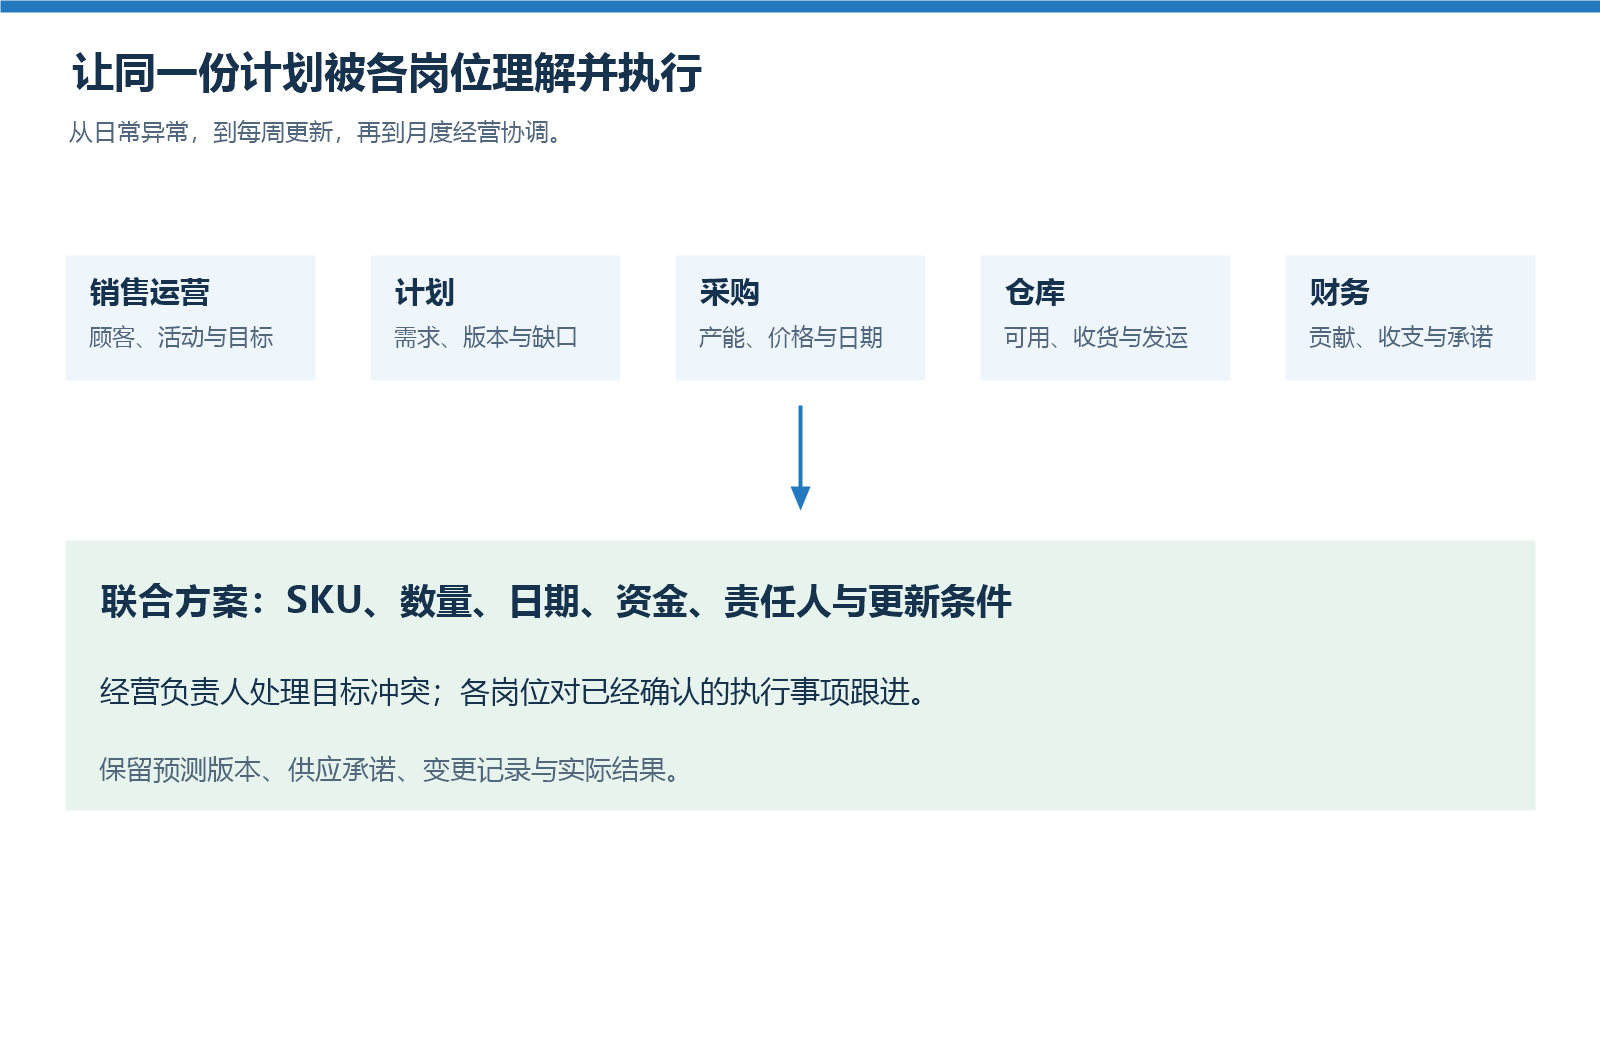 让同一份计划被各岗位理解并执行
从日常异常，到每周更新，再到月度经营协调。
销售运营
顾客、活动与目标
计划
需求、版本与缺口
采购
产能、价格与日期
仓库
可用、收货与发运
财务
贡献、收支与承诺
联合方案：SKU、数量、日期、资金、责任人与更新条件
经营负责人处理目标冲突；各岗位对已经确认的执行事项跟进。
保留预测版本、供应承诺、变更记录与实际结果。